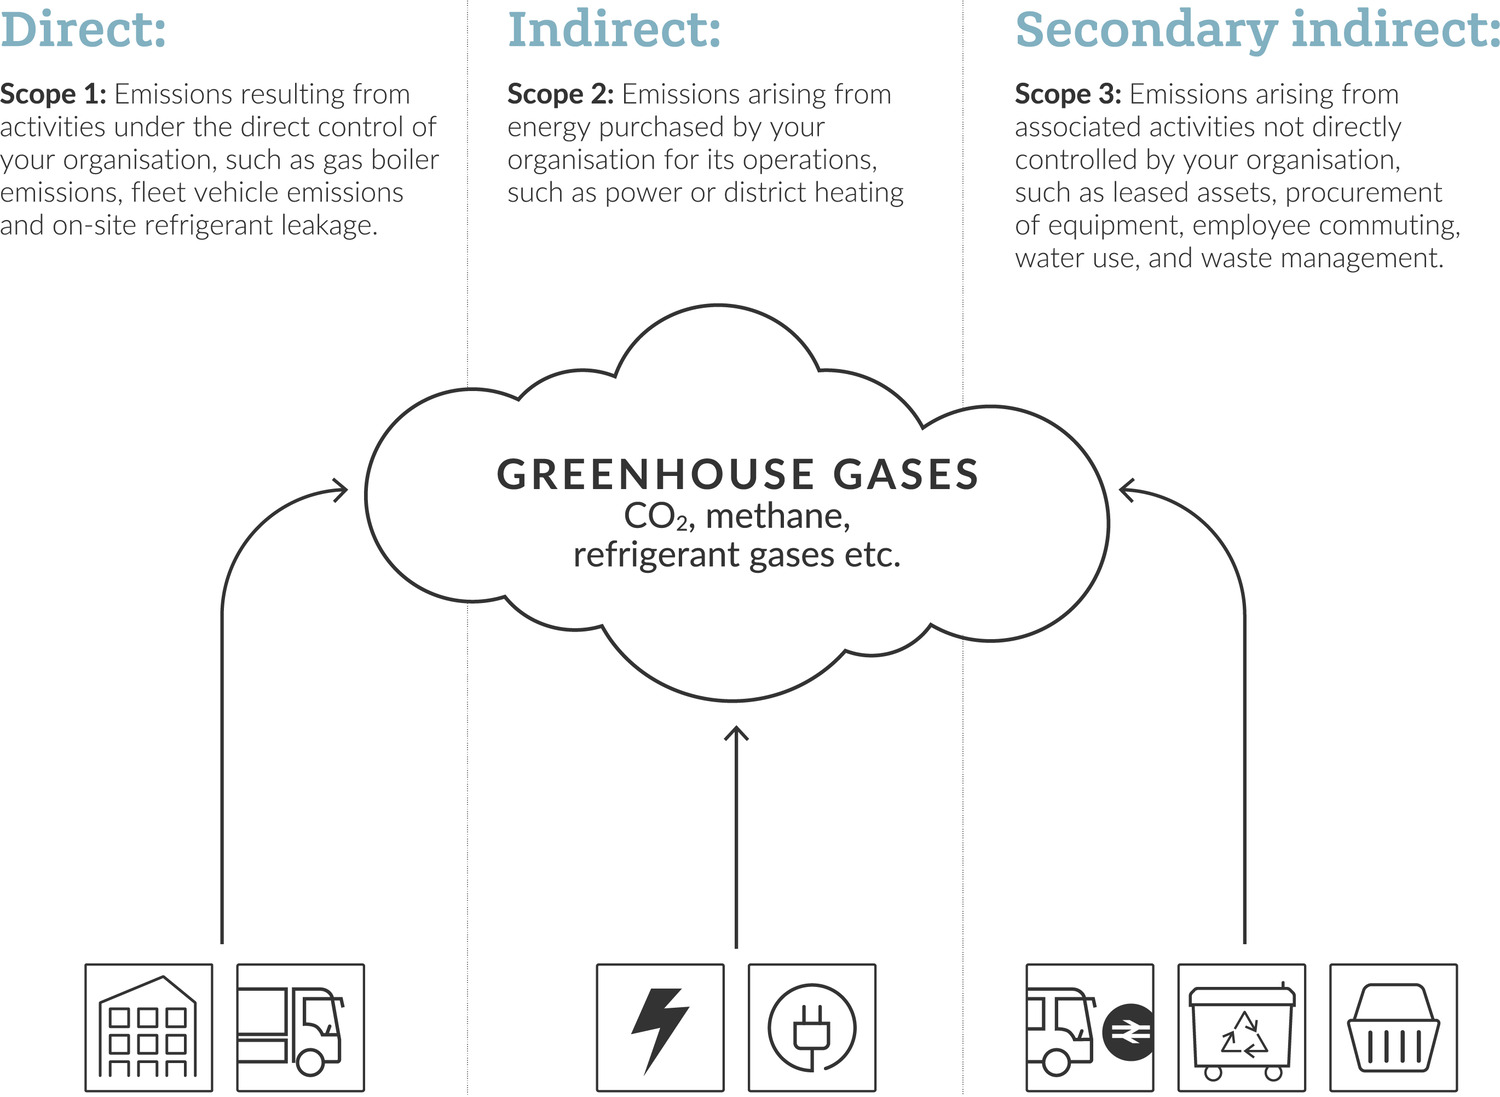 Direct:
Scope 1: Emissions resulting from
activities under the direct control of
your organisation, such as gas boiler
emissions, fleet vehicle emissions
and on-site refrigerant leakage.
Indirect:
Scope 2: Emissions arising from
energy purchased by your
organisation for its operations,
such as power or district heating
Secondary indirect:
Scope 3: Emissions arising from
associated activities not directly
controlled by your organisation,
such as leased assets, procurement
of equipment, employee commuting,
water use, and waste management.
GREENHOUSE GASES
CO₂, methane,
refrigerant gases etc.